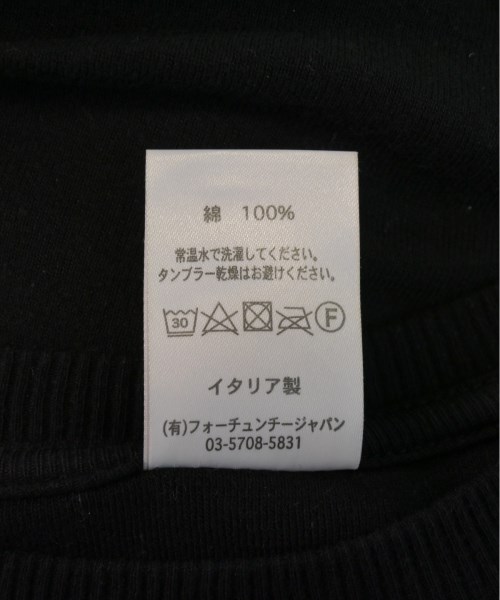 綿 100%
常温水で洗濯してください。
タンブラー乾燥はお避けください。
30 F
イタリア製
(有)フォーチュンチージャパン
03-5708-5831